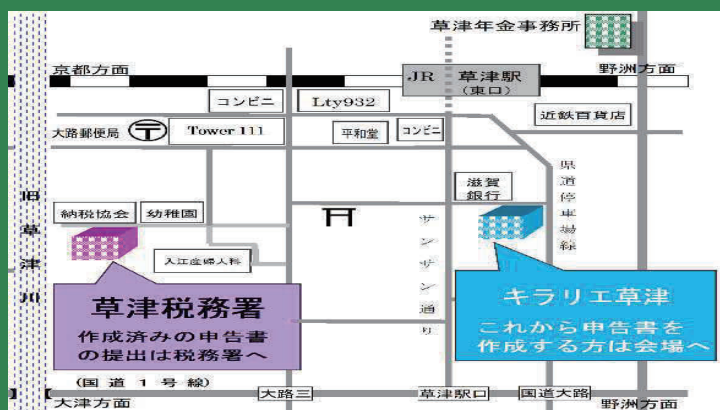 草津年金事務所
京都方面
JR 草津駅
(東口)
野洲方面
コンビニ
Lty932
近鉄百貨店
大路郵便局
Tower 111
平和堂
コンビニ
滋賀
銀行
県道停車場線
旧草津川
納税協会
幼稚園
サンサン通り
入江産婦人科
草津税務署
作成済みの申告書
の提出は税務署へ
キラリエ草津
これから申告書を
作成する方は会場へ
(国道1号線)
大路三
草津駅口
国道大路
大津方面
野洲方面